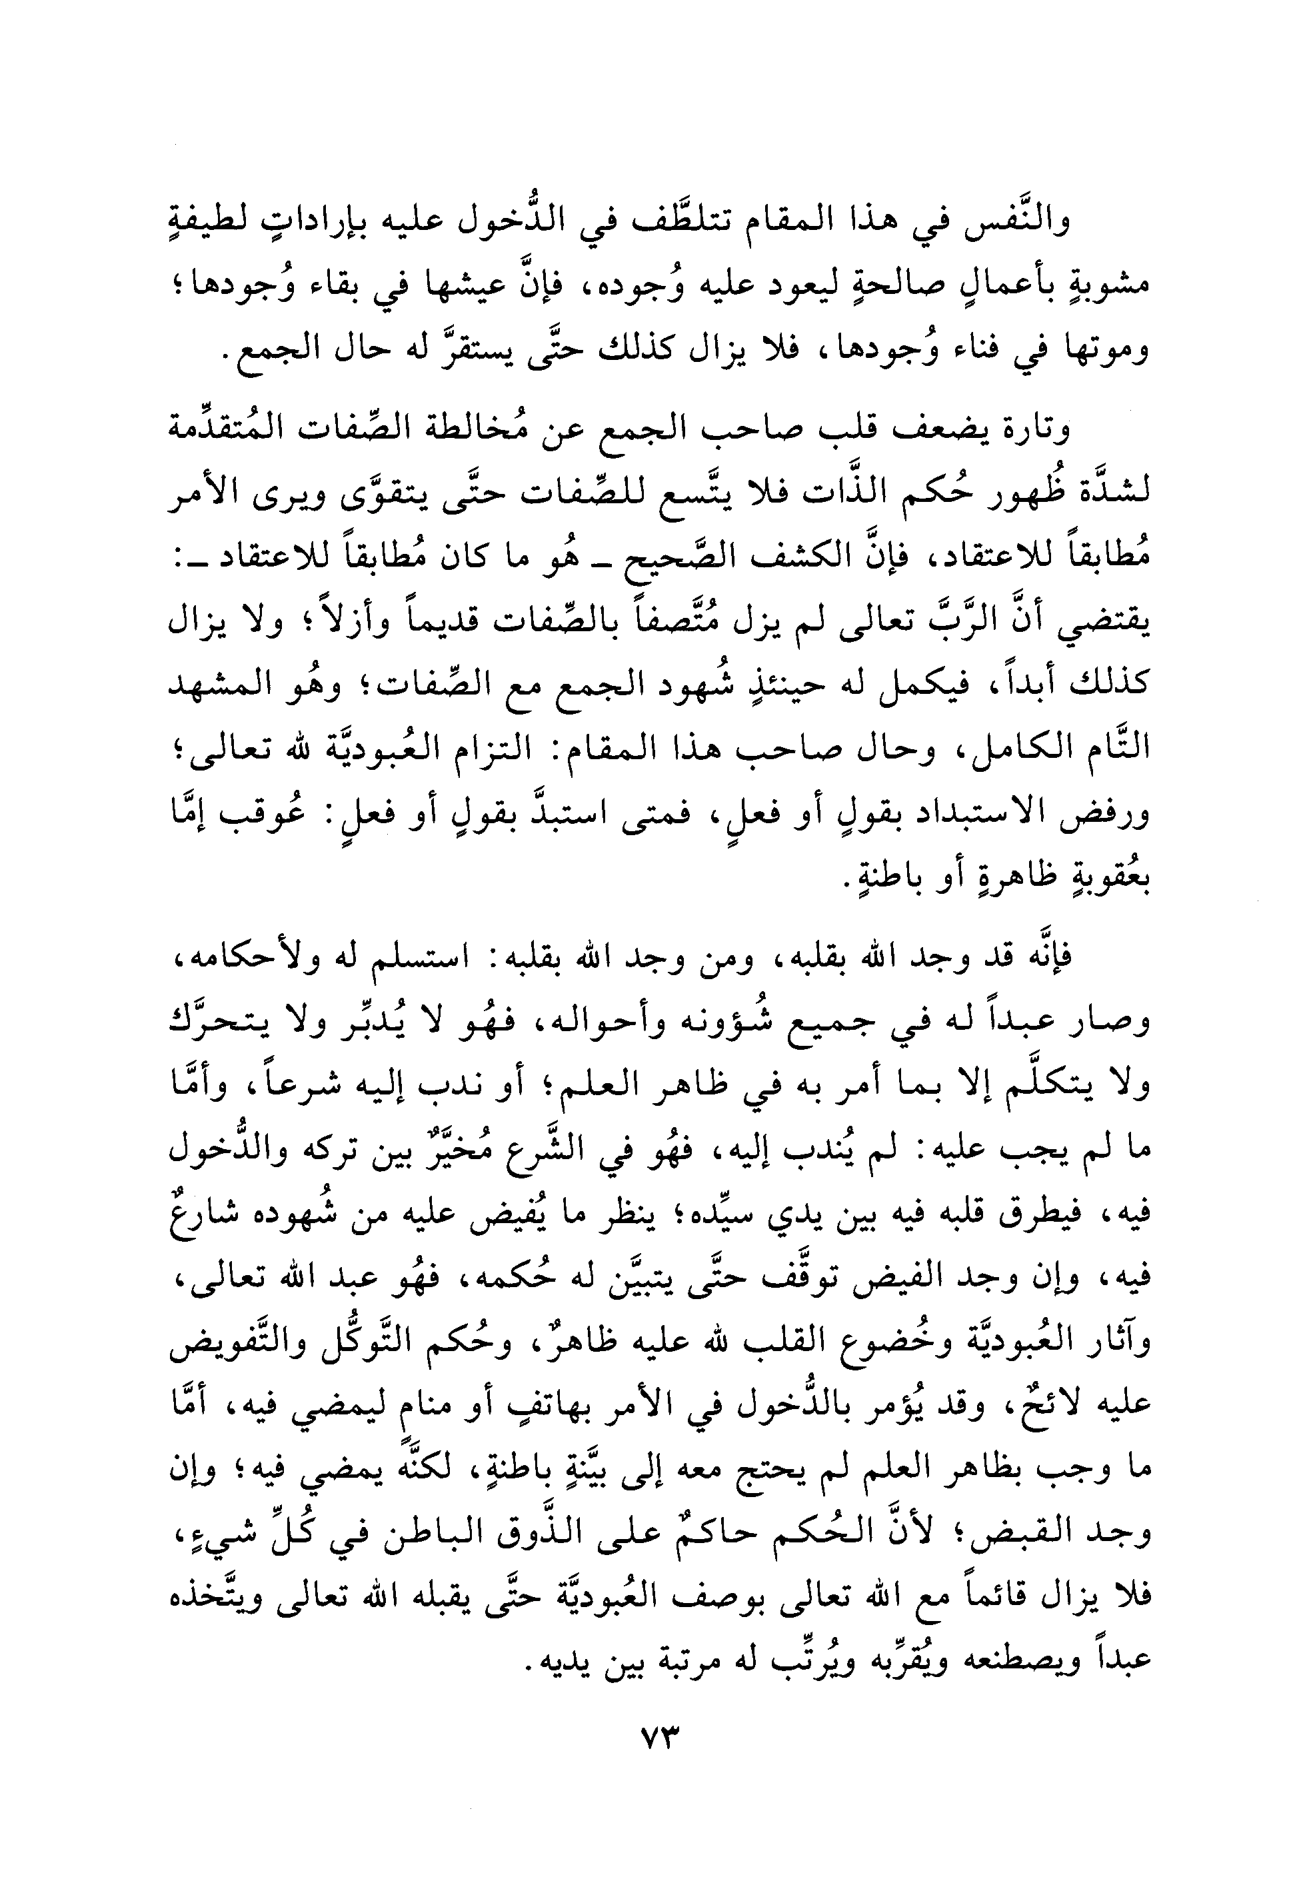 والنَّفس في هذا المقام تتلطَّف في الدُّخول عليه بإراداتٍ لطيفةٍ
مشوبةٍ بأعمالٍ صالحةٍ ليعود عليه وُجوده، فإنَّ عيشها في بقاء وُجودها؛
وموتها في فناء وُجودها، فلا يزال كذلك حتَّى يستقرَّ له حال الجمع.
وتارة يضعف قلب صاحب الجمع عن مُخالطة الصِّفات المُتقدِّمة
لشدَّة ظُهور حُكم الذَّات فلا يتَّسع للصِّفات حتَّى يتقوَّى ويرى الأمر
مُطابقاً للاعتقاد، فإنَّ الكشف الصَّحيح ـ هُو ما كان مُطابقاً للاعتقاد ـ:
يقتضي أنَّ الرَّبَّ تعالى لم يزل مُتَّصفاً بالصِّفات قديماً وأزلاً؛ ولا يزال
كذلك أبداً، فيكمل له حينئذٍ شُهود الجمع مع الصِّفات؛ وهُو المشهد
التَّام الكامل، وحال صاحب هذا المقام: التزام العُبوديَّة لله تعالى؛
ورفض الاستبداد بقولٍ أو فعلٍ، فمتى استبدَّ بقولٍ أو فعلٍ: عُوقب إمَّا
بعُقوبةٍ ظاهرةٍ أو باطنةٍ.
فإنَّه قد وجد الله بقلبه، ومن وجد الله بقلبه: استسلم له ولأحكامه،
وصار عبداً له في جميع شُؤونه وأحواله، فهُو لا يُدبِّر ولا يتحرَّك
ولا يتكلَّم إلا بما أمر به في ظاهر العلم؛ أو ندب إليه شرعاً، وأمَّا
ما لم يجب عليه: لم يُندب إليه، فهُو في الشَّرع مُخيَّرٌ بين تركه والدُّخول
فيه، فيطرق قلبه فيه بين يدي سيِّده؛ ينظر ما يُفيض عليه من شُهوده شارعٌ
فيه، وإن وجد الفيض توقَّف حتَّى يتبيَّن له حُكمه، فهُو عبد الله تعالى،
وآثار العُبوديَّة وخُضوع القلب لله عليه ظاهرٌ، وحُكم التَّوكُّل والتَّفويض
عليه لائحٌ، وقد يُؤمر بالدُّخول في الأمر بهاتفٍ أو منامٍ ليمضي فيه، أمَّا
ما وجب بظاهر العلم لم يحتج معه إلى بيَّنةٍ باطنةٍ، لكنَّه يمضي فيه؛ وإن
وجد القبض؛ لأنَّ الحُكم حاكمٌ على الذَّوق الباطن في كُلِّ شيءٍ،
فلا يزال قائماً مع الله تعالى بوصف العُبوديَّة حتَّى يقبله الله تعالى ويتَّخذه
عبداً ويصطنعه ويُقرِّبه ويُرتِّب له مرتبة بين يديه.
٧٣